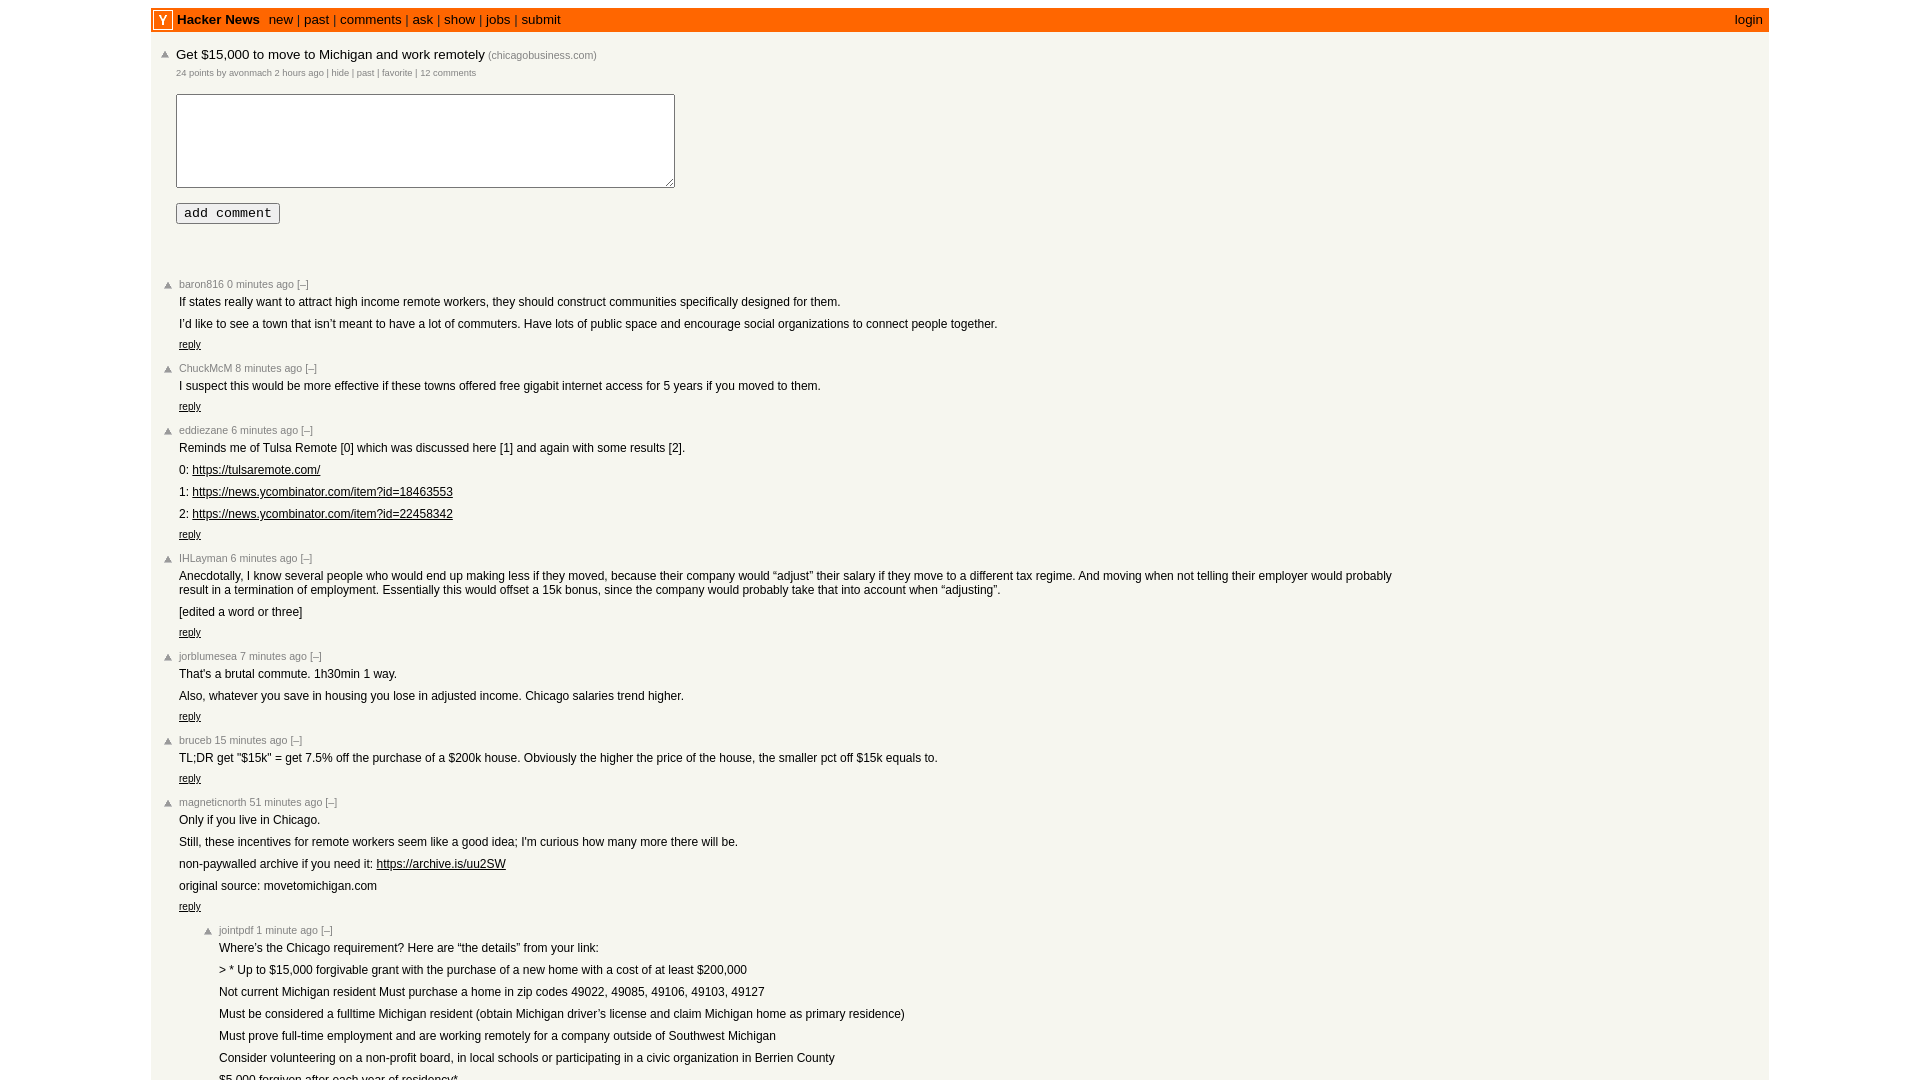 Y Hacker News new | past | comments | ask | show | jobs | submit login
Get $15,000 to move to Michigan and work remotely (chicagobusiness.com)
24 points by avonmach 2 hours ago | hide | past | favorite | 12 comments
add comment
baron816 0 minutes ago [–]
If states really want to attract high income remote workers, they should construct communities specifically designed for them.
I’d like to see a town that isn’t meant to have a lot of commuters. Have lots of public space and encourage social organizations to connect people together.
reply
ChuckMcM 8 minutes ago [–]
I suspect this would be more effective if these towns offered free gigabit internet access for 5 years if you moved to them.
reply
eddiezane 6 minutes ago [–]
Reminds me of Tulsa Remote [0] which was discussed here [1] and again with some results [2].
0: https://tulsaremote.com/
1: https://news.ycombinator.com/item?id=18463553
2: https://news.ycombinator.com/item?id=22458342
reply
IHLayman 6 minutes ago [–]
Anecdotally, I know several people who would end up making less if they moved, because their company would “adjust” their salary if they move to a different tax regime. And moving when not telling their employer would probably
result in a termination of employment. Essentially this would offset a 15k bonus, since the company would probably take that into account when “adjusting”.
[edited a word or three]
reply
jorblumesea 7 minutes ago [–]
That's a brutal commute. 1h30min 1 way.
Also, whatever you save in housing you lose in adjusted income. Chicago salaries trend higher.
reply
bruceb 15 minutes ago [–]
TL;DR get "$15k" = get 7.5% off the purchase of a $200k house. Obviously the higher the price of the house, the smaller pct off $15k equals to.
reply
magneticnorth 51 minutes ago [–]
Only if you live in Chicago.
Still, these incentives for remote workers seem like a good idea; I'm curious how many more there will be.
non-paywalled archive if you need it: https://archive.is/uu2SW
original source: movetomichigan.com
reply
jointpdf 1 minute ago [–]
Where’s the Chicago requirement? Here are “the details” from your link:
> * Up to $15,000 forgivable grant with the purchase of a new home with a cost of at least $200,000
Not current Michigan resident Must purchase a home in zip codes 49022, 49085, 49106, 49103, 49127
Must be considered a fulltime Michigan resident (obtain Michigan driver’s license and claim Michigan home as primary residence)
Must prove full-time employment and are working remotely for a company outside of Southwest Michigan
Consider volunteering on a non-profit board, in local schools or participating in a civic organization in Berrien County
$5,000 forgiven after each year of residency*